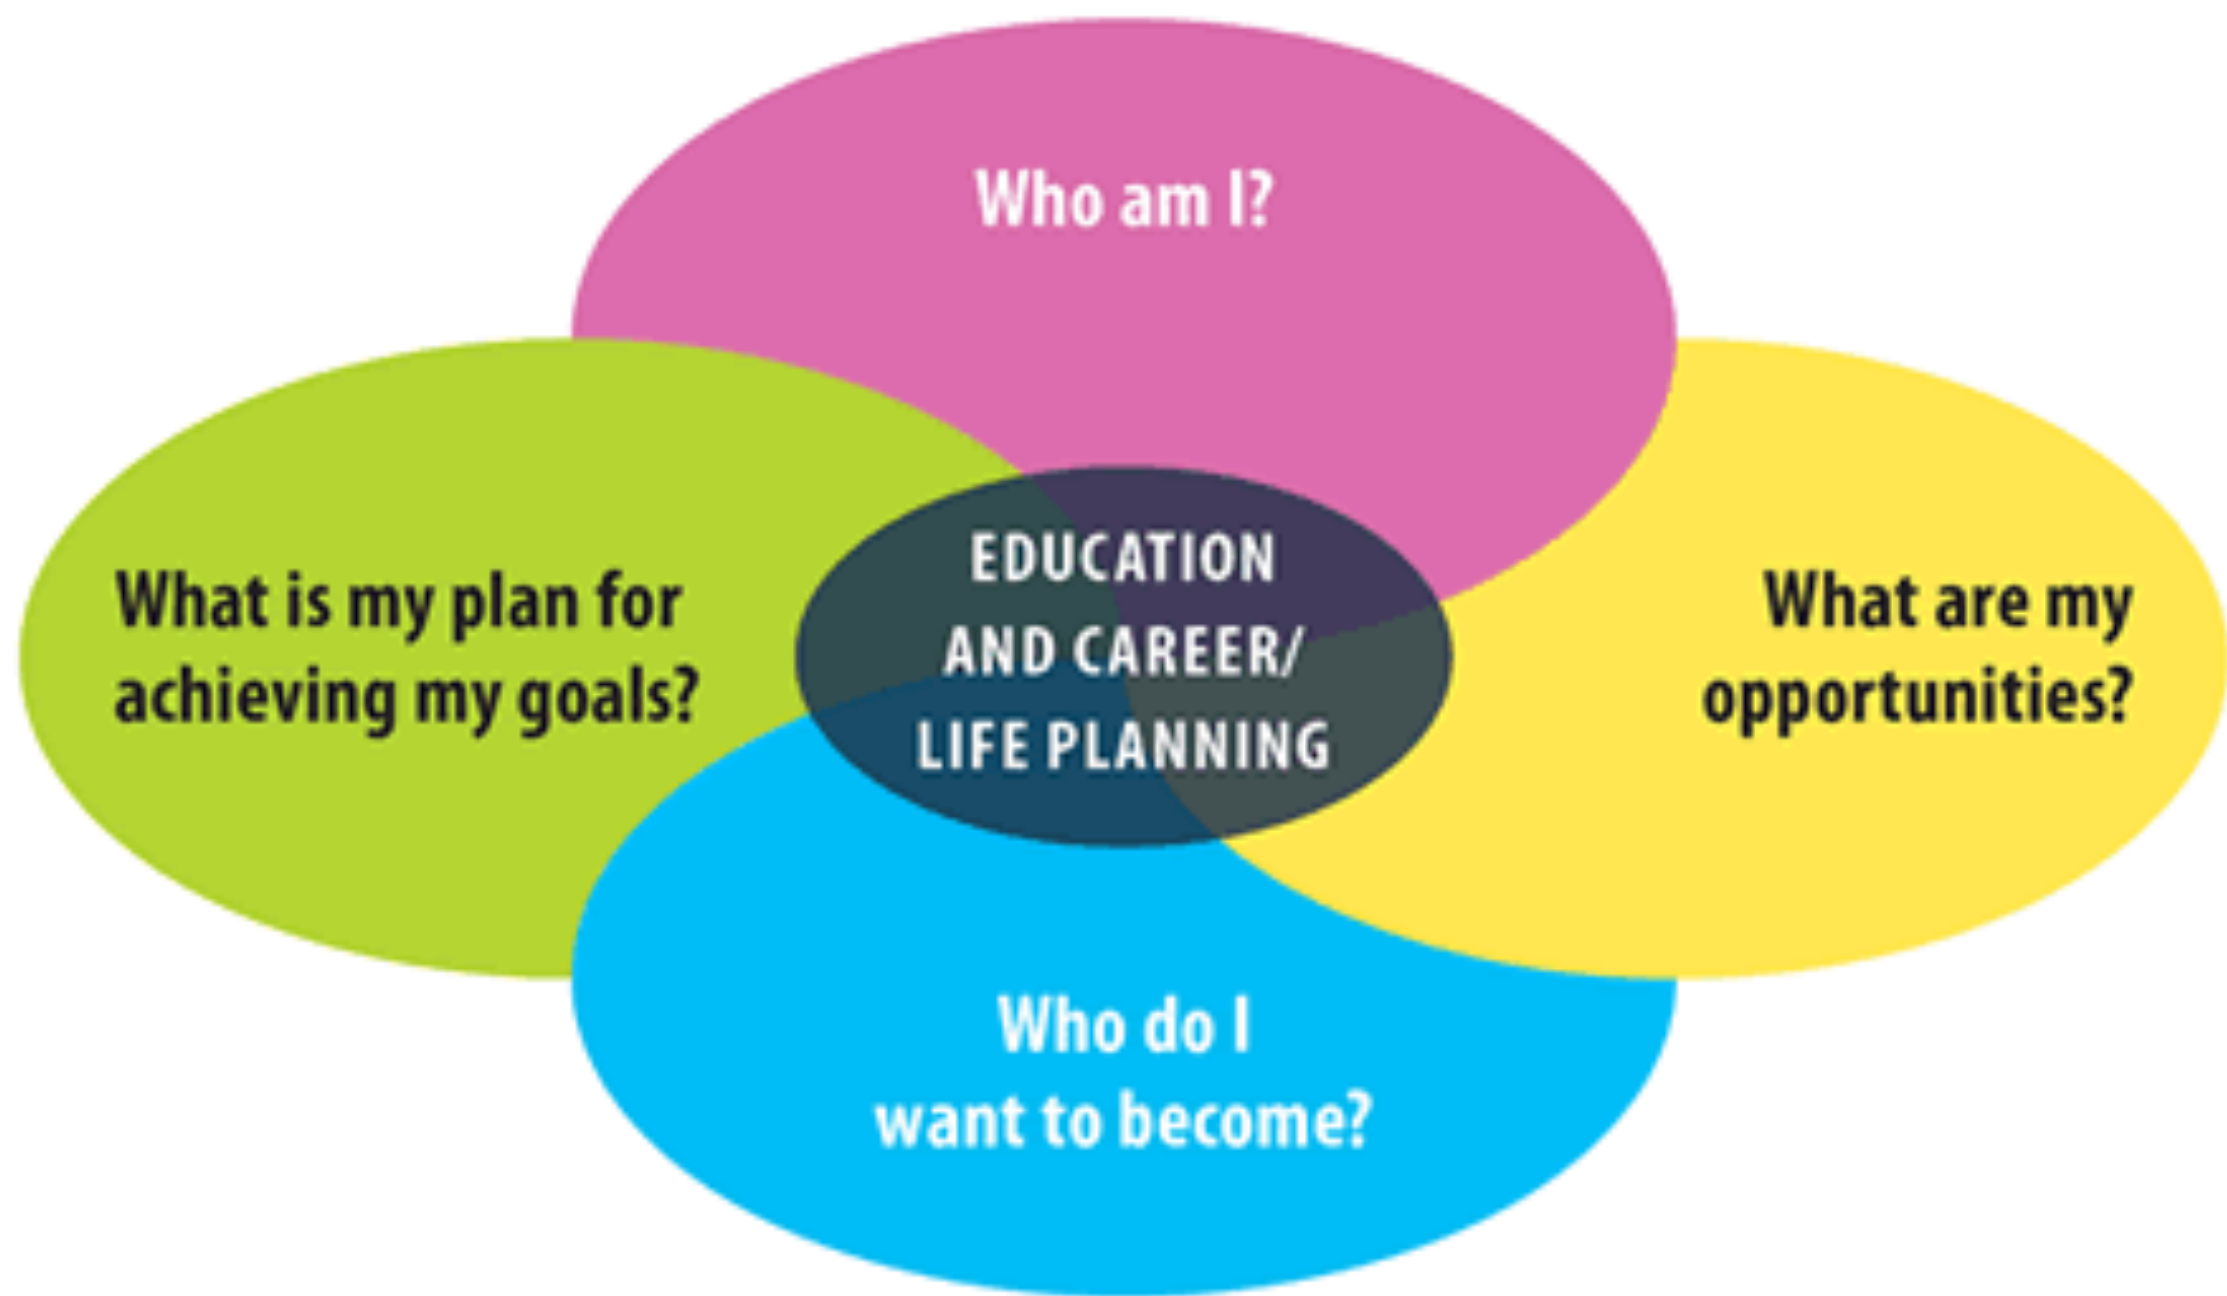 Who am I?
What is my plan for
achieving my goals?
EDUCATION
AND CAREER/
LIFE PLANNING
What are my
opportunities?
Who do I
want to become?